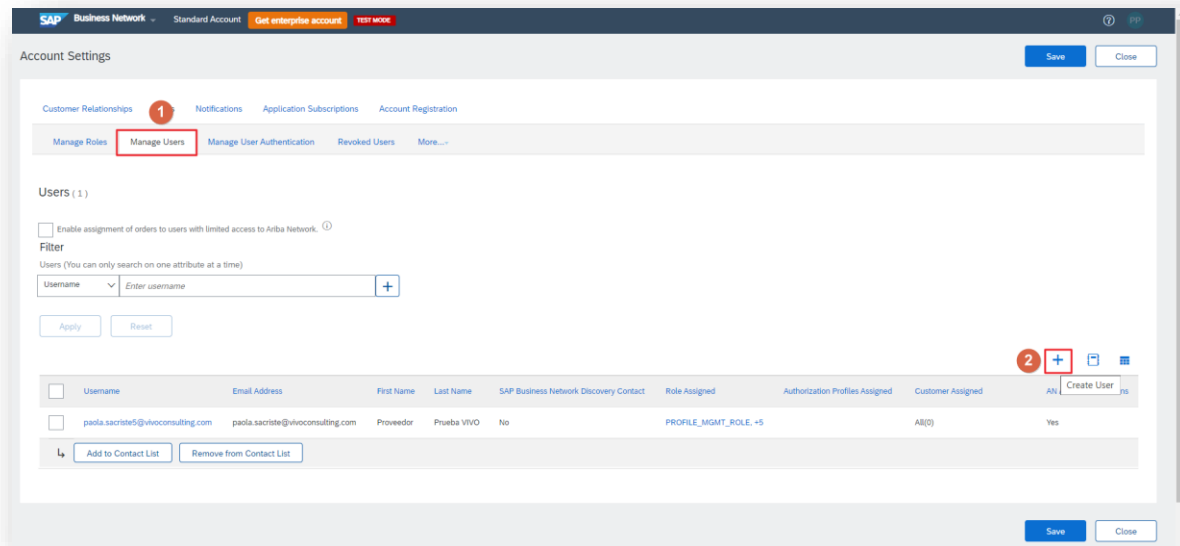 SAP Business Network Standard Account Get enterprise account TEST MODE PP
Account Settings Save Close
Customer Relationships Notifications Application Subscriptions Account Registration
1
Manage Roles Manage Users Manage User Authentication Revoked Users More...
Users (1)
Enable assignment of orders to users with limited access to Ariba Network.
Filter
Users (You can only search on one attribute at a time)
Username Enter username +
Apply Reset
2 +
Create User
Username Email Address First Name Last Name SAP Business Network Discovery Contact Role Assigned Authorization Profiles Assigned Customer Assigned
paola.sacriste5@vivoconsulting.com paola.sacriste@vivoconsulting.com Proveedor Prueba VIVO No PROFILE_MGMT_ROLE, +5 All(0) Yes
Add to Contact List Remove from Contact List
Save Close